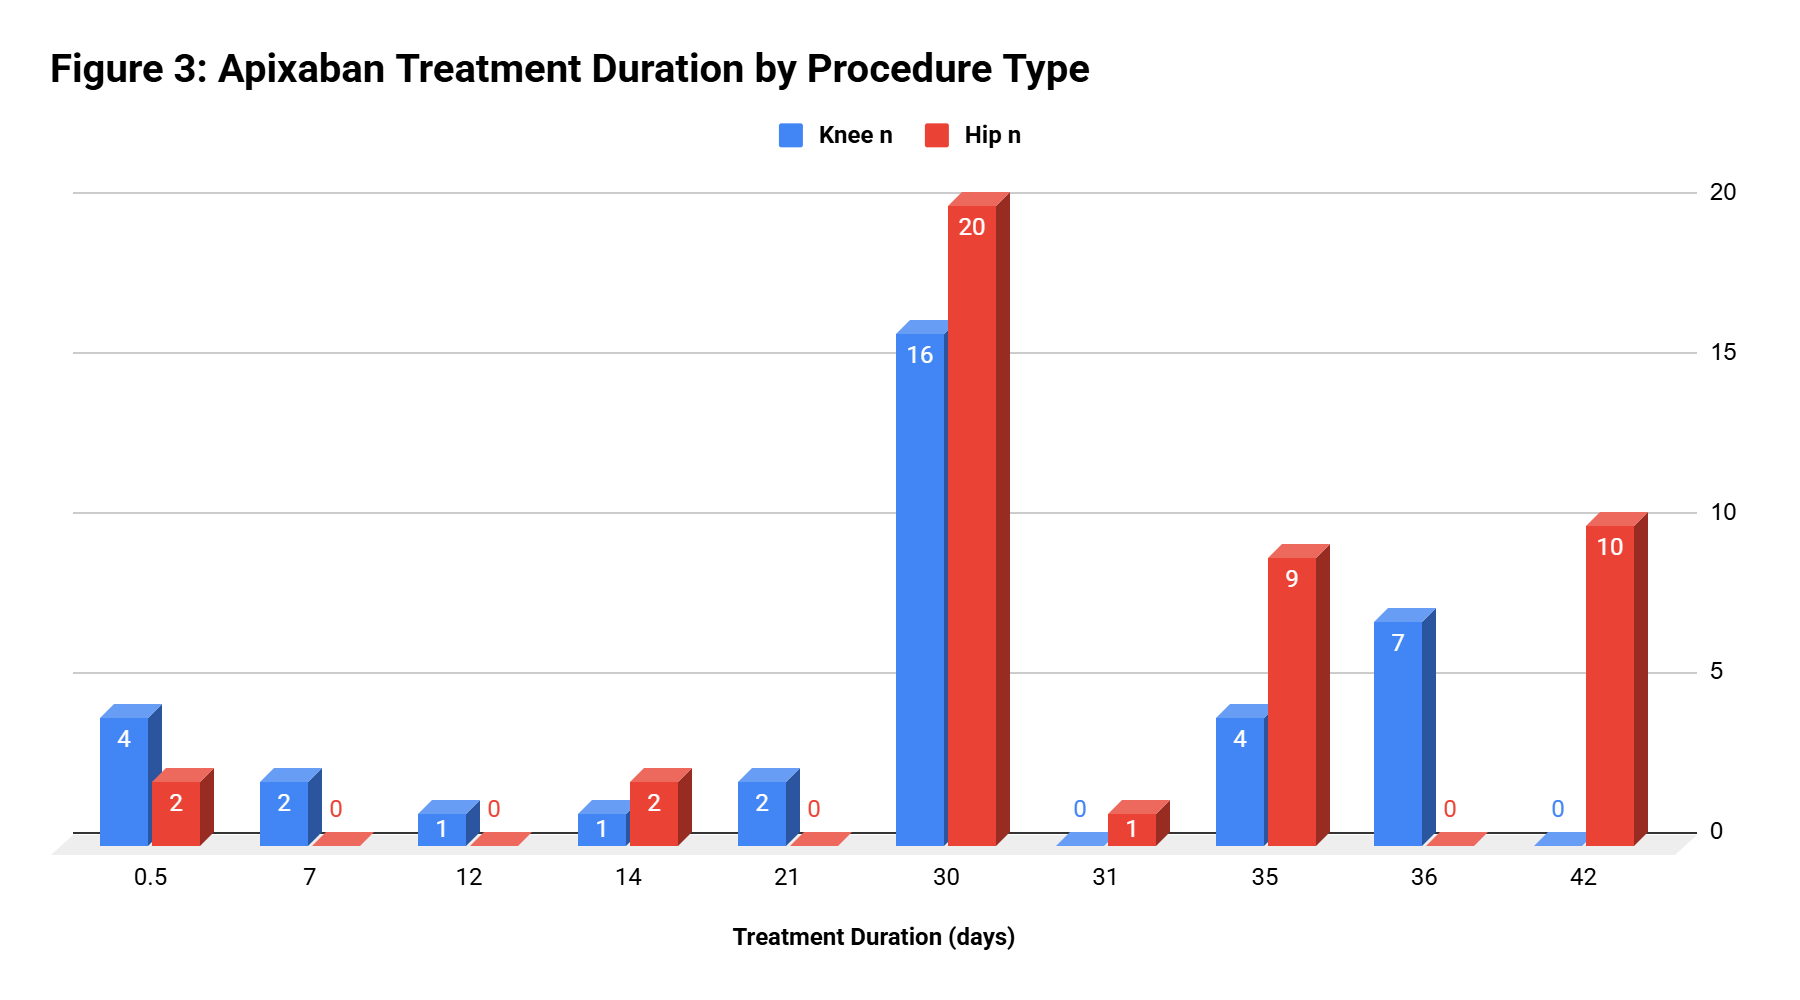 Figure 3: Apixaban Treatment Duration by Procedure Type
Knee n Hip n
20
15
10
5
0
4 2 2 0 1 0 1 2 2 0 16 20 0 1 4 9 7 0 0 10
0.5 7 12 14 21 30 31 35 36 42
Treatment Duration (days)